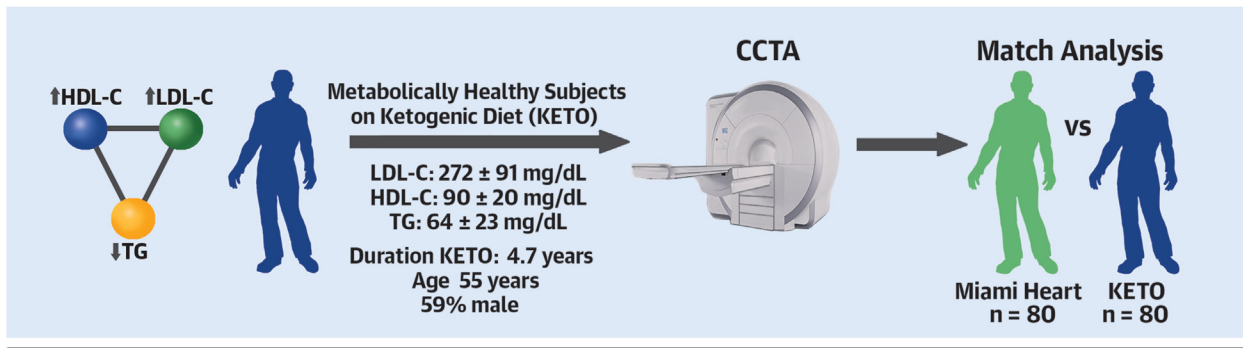 ↑HDL-C ↑LDL-C
↓TG
Metabolically Healthy Subjects
on Ketogenic Diet (KETO)
LDL-C: 272 ± 91 mg/dL
HDL-C: 90 ± 20 mg/dL
TG: 64 ± 23 mg/dL
Duration KETO: 4.7 years
Age 55 years
59% male
CCTA
Match Analysis
vs
Miami Heart
n = 80
KETO
n = 80